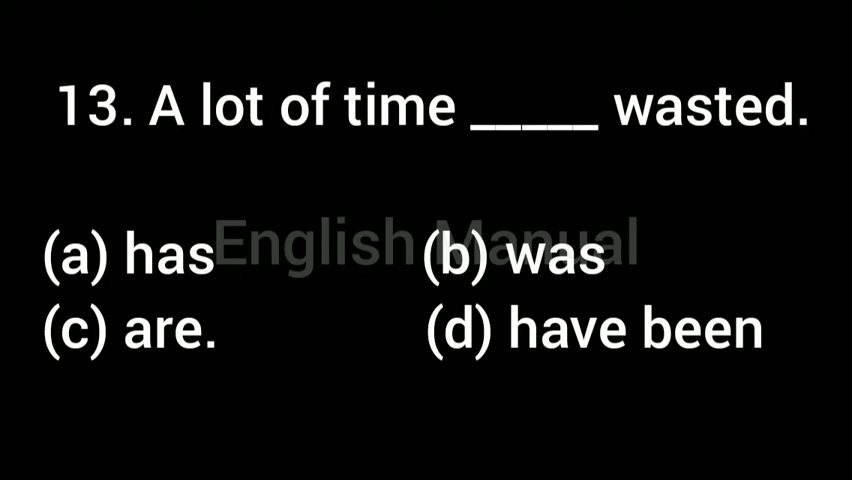 13. A lot of time _____ wasted.
English Manual
(a) has (b) was
(c) are. (d) have been